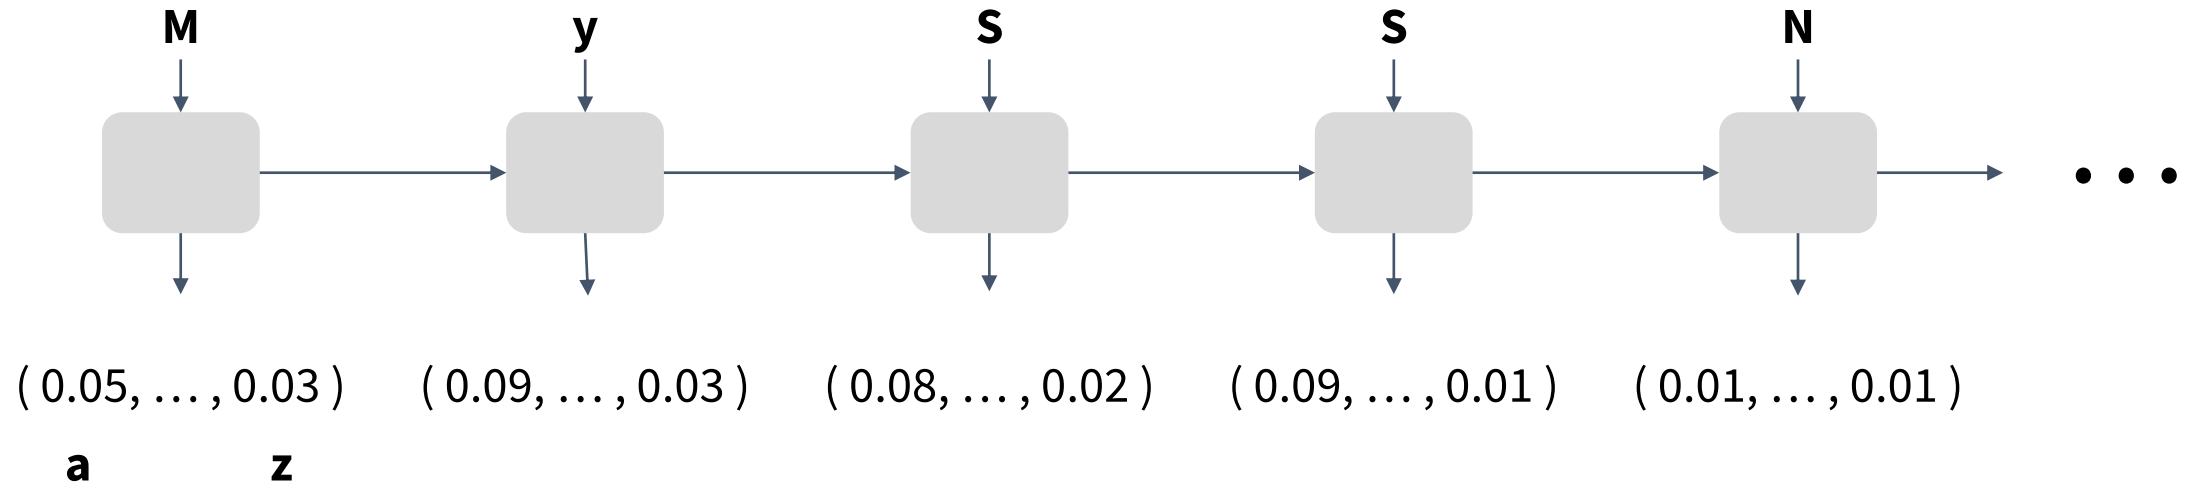 M y S S N
• • •
( 0.05, … , 0.03 ) ( 0.09, … , 0.03 ) ( 0.08, … , 0.02 ) ( 0.09, … , 0.01 ) ( 0.01, … , 0.01 )
a z